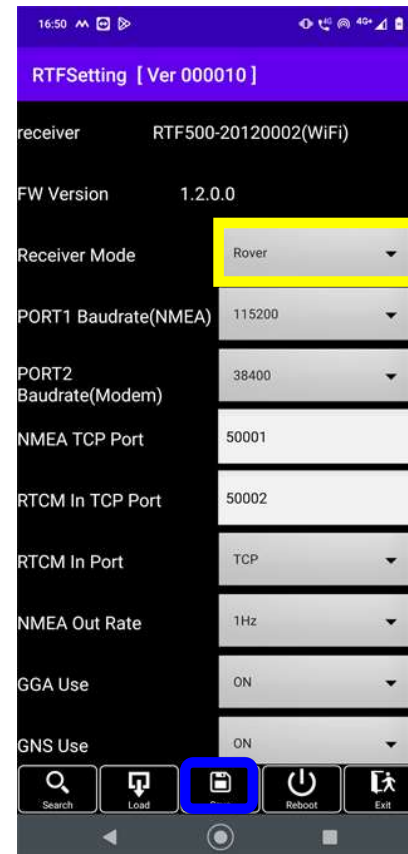 16:50
4G 4G+
RTFSetting [ Ver 000010 ]
receiver RTF500-20120002(WiFi)
FW Version 1.2.0.0
Receiver Mode Rover
PORT1 Baudrate(NMEA) 115200
PORT2
Baudrate(Modem) 38400
NMEA TCP Port 50001
RTCM In TCP Port 50002
RTCM In Port TCP
NMEA Out Rate 1Hz
GGA Use ON
GNS Use ON
Search Load Reboot Exit